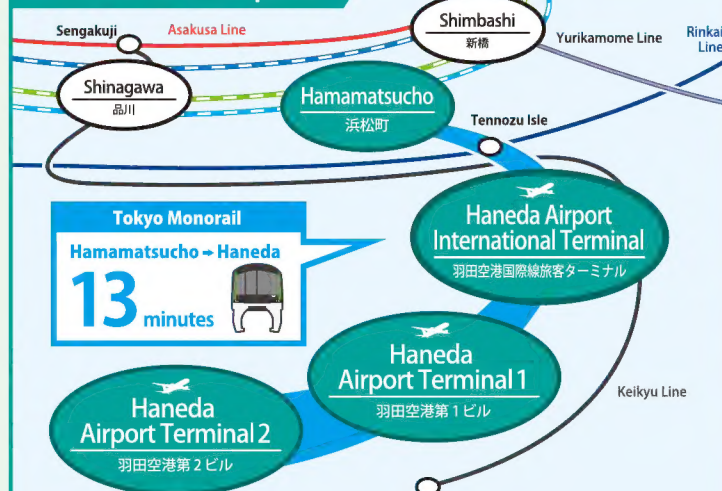 Shimbashi
新橋
Sengakuji
Asakusa Line
Yurikamome Line
Rinkai
Line
Shinagawa
品川
Hamamatsucho
浜松町
Tennozu Isle
Haneda Airport
International Terminal
羽田空港国際線旅客ターミナル
Tokyo Monorail
Hamamatsucho → Haneda
13 minutes
Haneda
Airport Terminal 1
羽田空港第1ビル
Keikyu Line
Haneda
Airport Terminal 2
羽田空港第2ビル